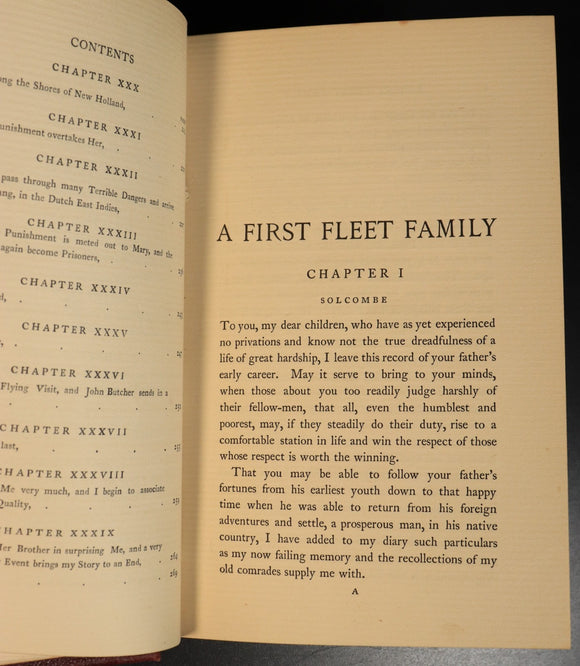 CONTENTS
CHAPTER XXX
the Shores of New Holland,
CHAPTER XXXI
unishment overtakes Her,
CHAPTER XXXII
pass through many Terrible Dangers and arrive
in the Dutch East Indies,
CHAPTER XXXIII
Punishment is meted out to Mary, and the
again become Prisoners,
CHAPTER XXXIV
CHAPTER XXXV
CHAPTER XXXVI
Flying Visit, and John Butcher sends in a
CHAPTER XXXVII
last,
CHAPTER XXXVIII
Me very much, and I begin to associate
Quality,
CHAPTER XXXIX
Her Brother in surprising Me, and a very
Event brings my Story to an End,
269
A FIRST FLEET FAMILY
CHAPTER I
SOLCOMBE
To you, my dear children, who have as yet experienced
no privations and know not the true dreadfulness of a
life of great hardship, I leave this record of your father's
early career. May it serve to bring to your minds,
when those about you too readily judge harshly of
their fellow-men, that all, even the humblest and
poorest, may, if they steadily do their duty, rise to a
comfortable station in life and win the respect of those
whose respect is worth the winning.
That you may be able to follow your father's
fortunes from his earliest youth down to that happy
time when he was able to return from his foreign
adventures and settle, a prosperous man, in his native
country, I have added to my diary such particulars
as my now failing memory and the recollections of my
old comrades supply me with.
A